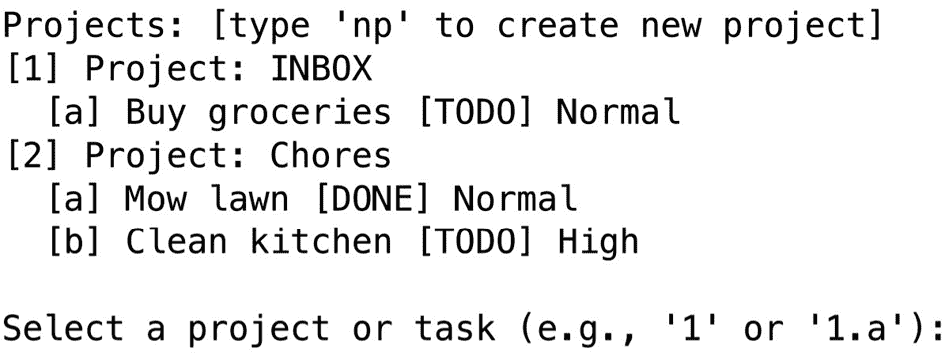 Projects: [type 'np' to create new project]
[1] Project: INBOX
  [a] Buy groceries [TODO] Normal
[2] Project: Chores
  [a] Mow lawn [DONE] Normal
  [b] Clean kitchen [TODO] High

Select a project or task (e.g., '1' or '1.a'):